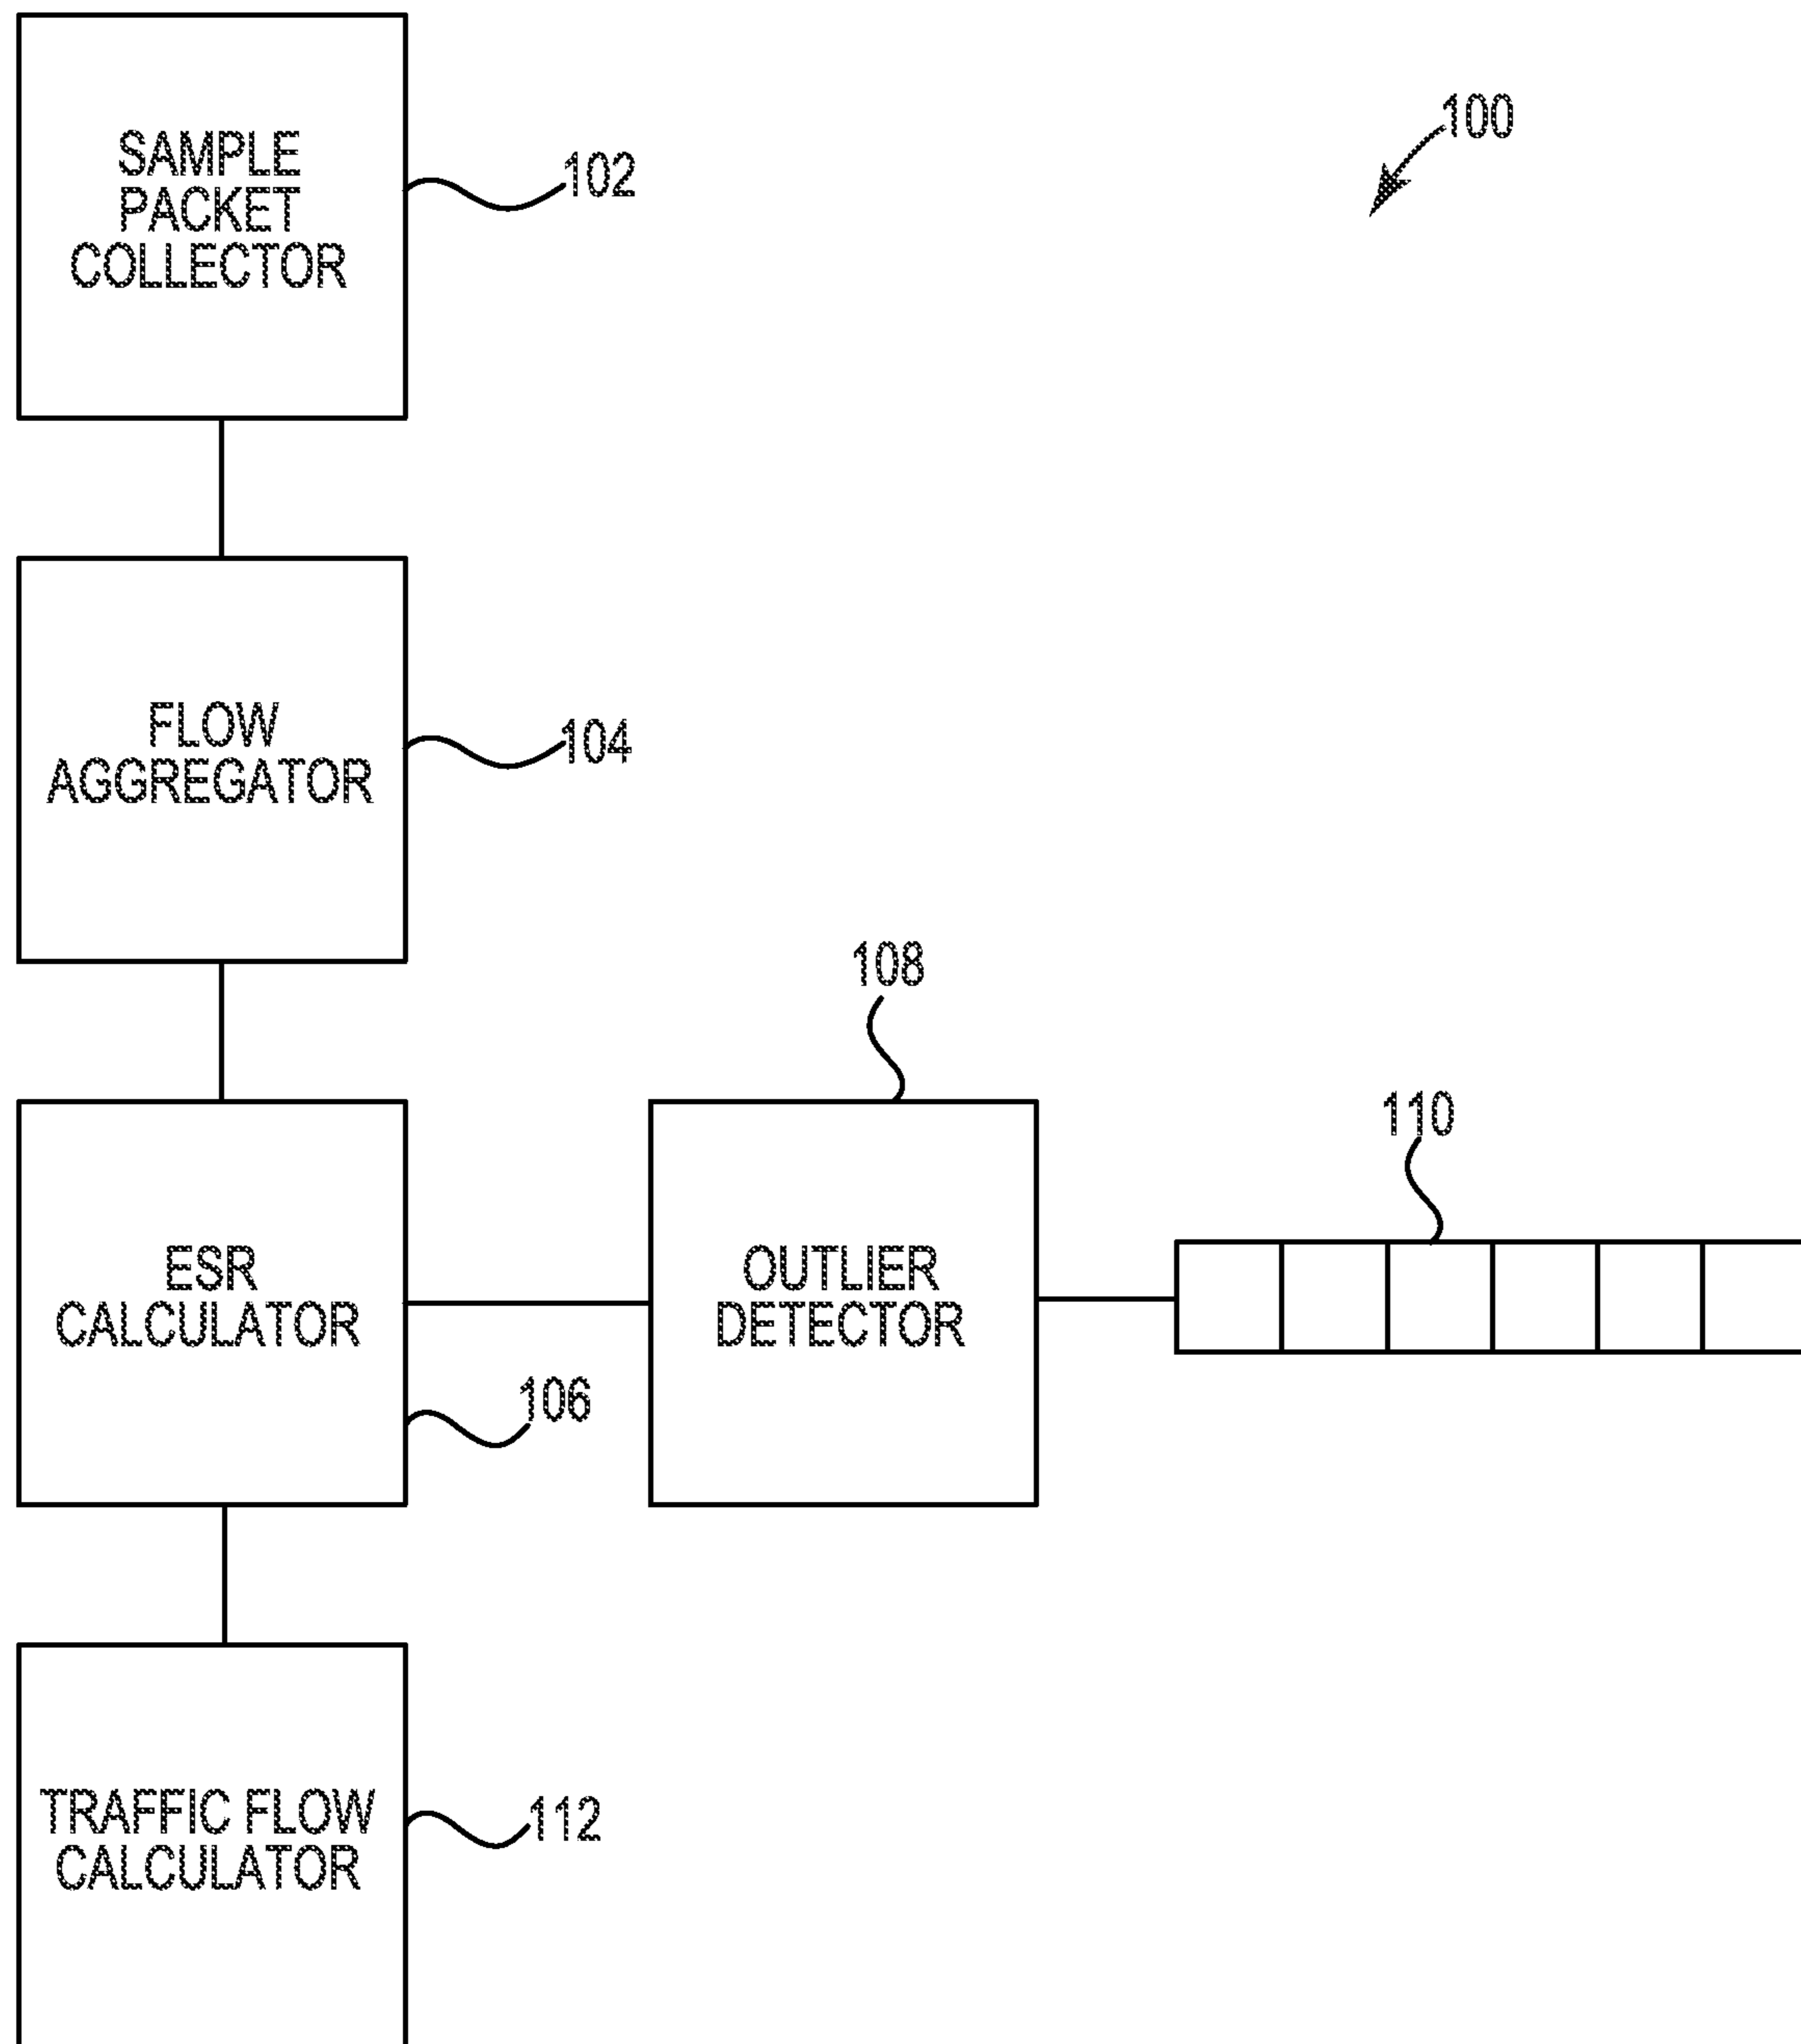 100
SAMPLE
PACKET
COLLECTOR
102
FLOW
AGGREGATOR
104
108
110
ESR
CALCULATOR
OUTLIER
DETECTOR
106
TRAFFIC FLOW
CALCULATOR
112